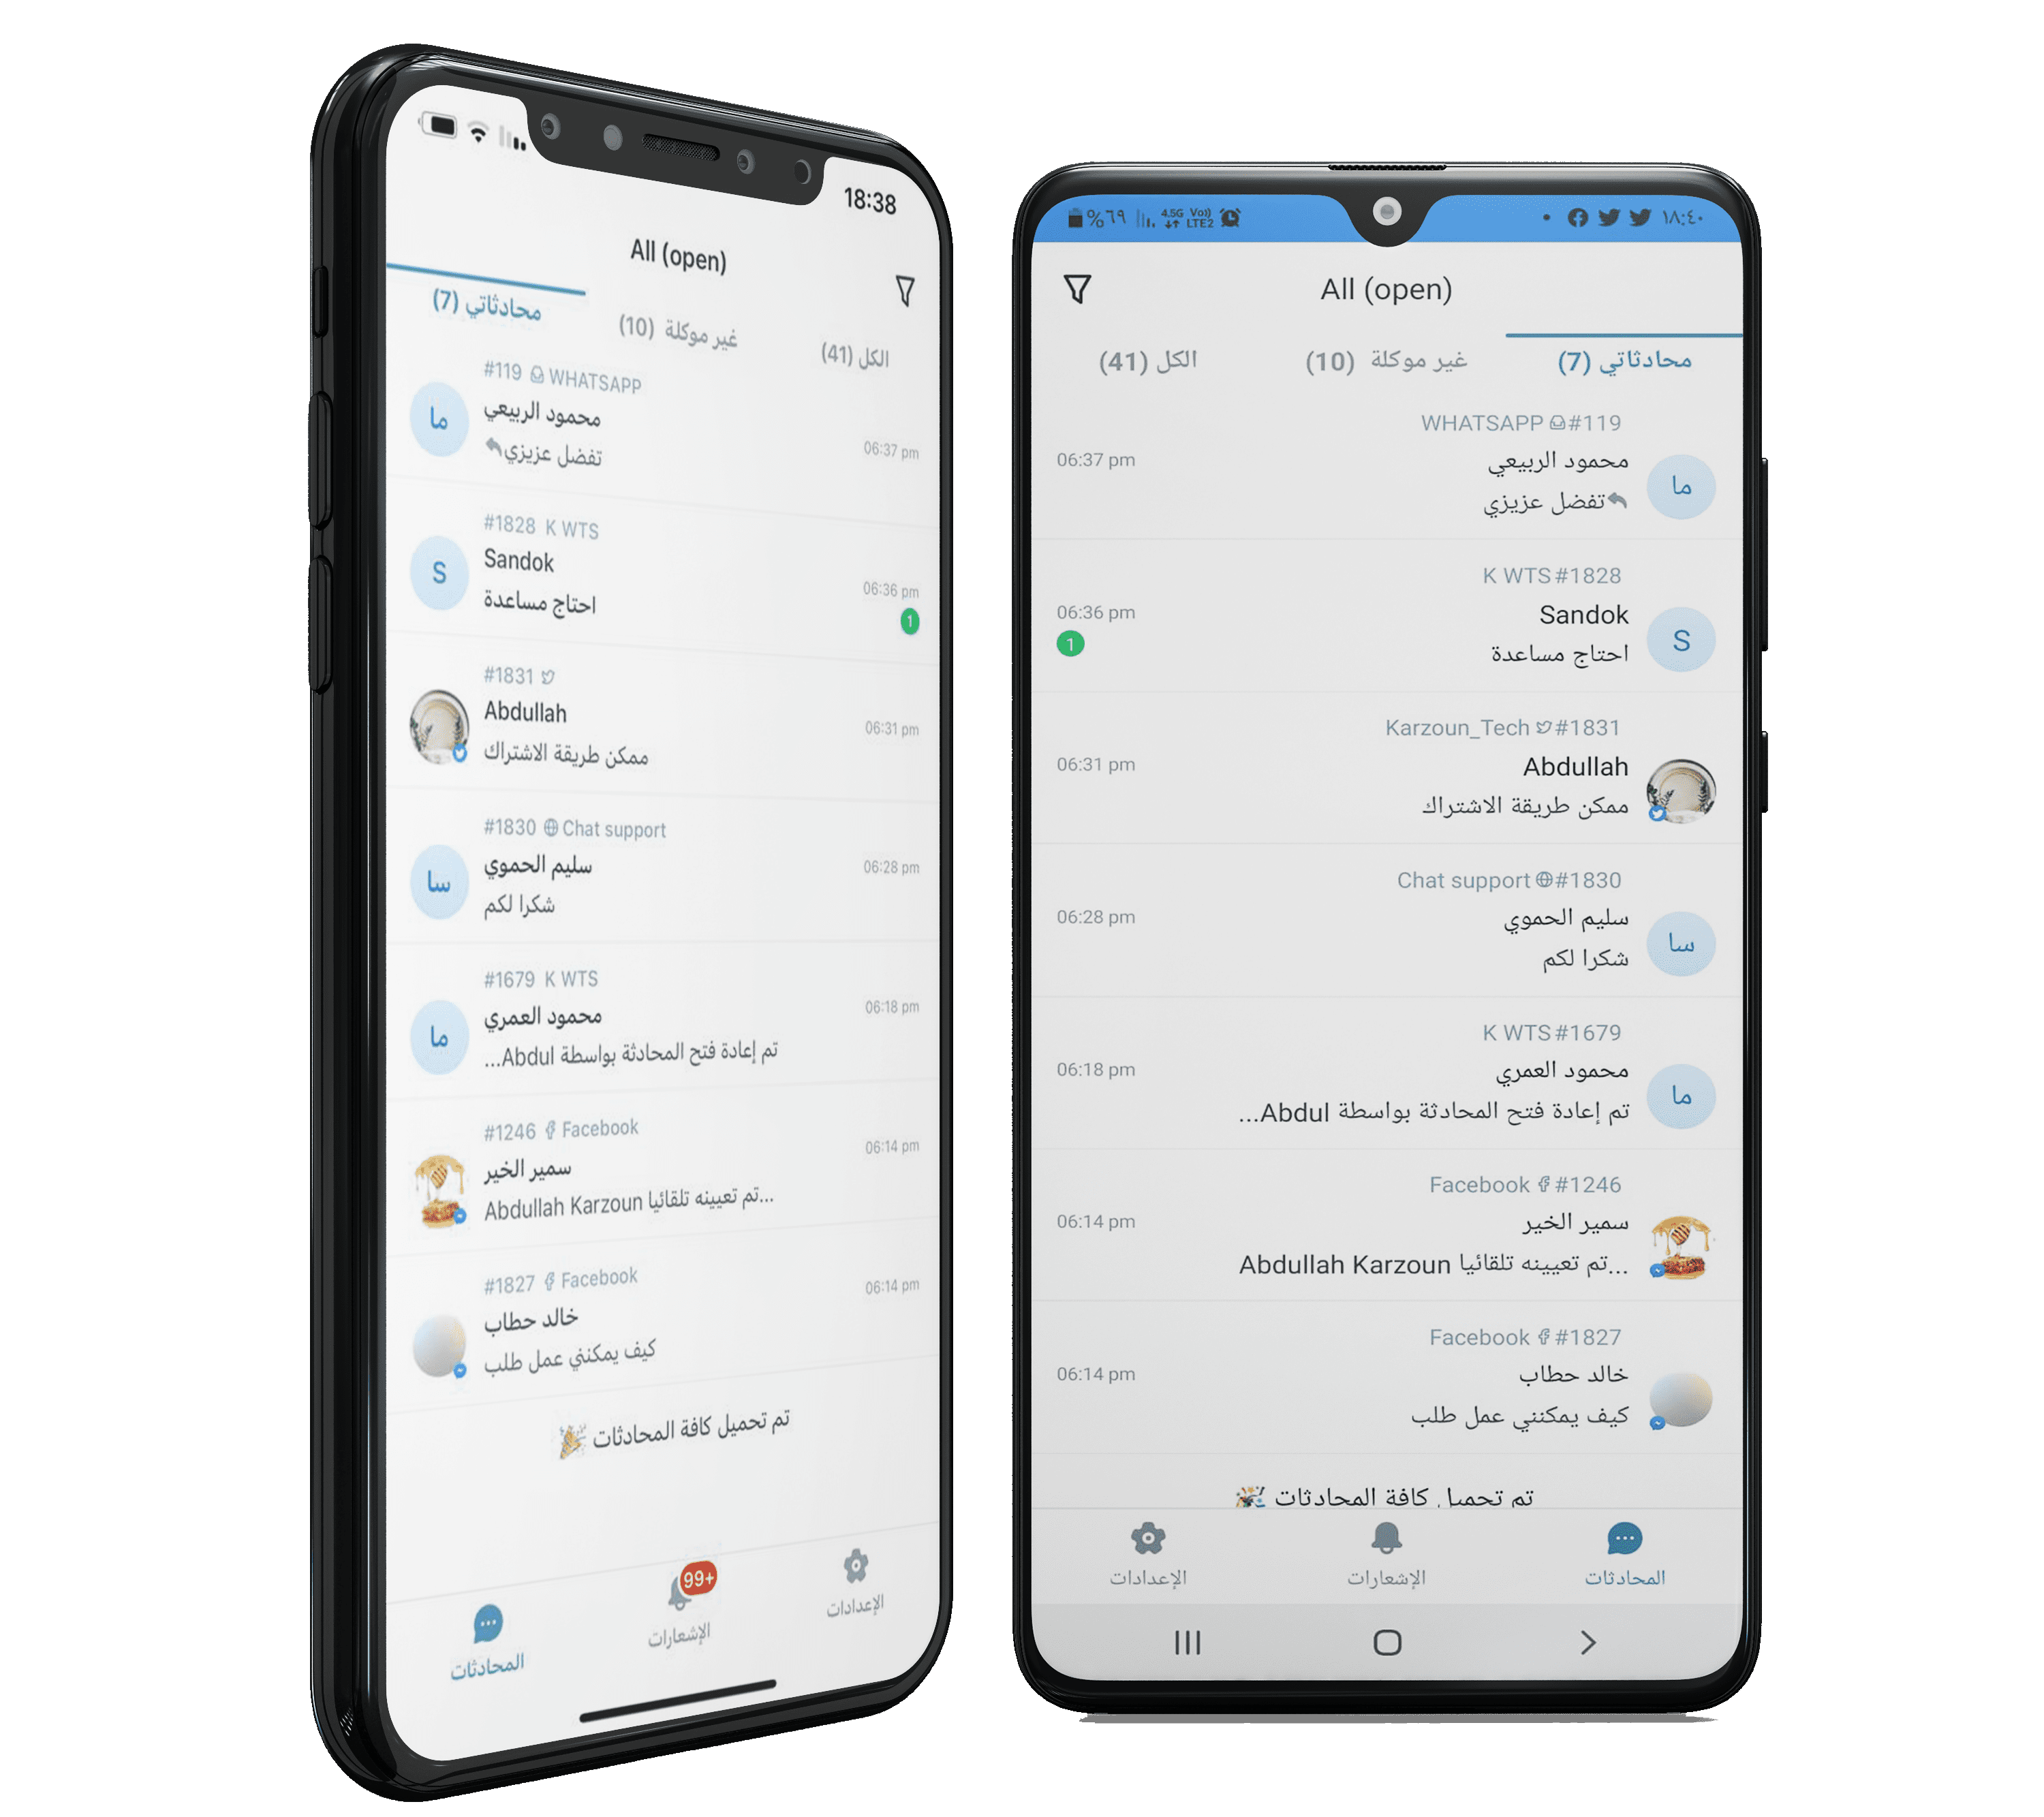 18:38
All (open)
محادثاتي (7)
غير موكلة (10)
الكل (41)
#119 WHATSAPP
محمود الربيعي
تفضل عزيزي
06:37 pm
ما
#1828 K WTS
Sandok
احتاج مساعدة
06:36 pm
1
S
#1831
Abdullah
ممكن طريقة الاشتراك
06:31 pm
#1830 Chat support
سليم الحموي
شكرا لكم
06:28 pm
سا
#1679 K WTS
محمود العمري
تم إعادة فتح المحادثة بواسطة Abdul...
06:18 pm
ما
#1246 Facebook
سمير الخير
Abdullah Karzoun تم تعيينه تلقائيا...
06:14 pm
#1827 Facebook
خالد حطاب
كيف يمكنني عمل طلب
06:14 pm
تم تحميل كافة المحادثات 🎉
المحادثات
99+
الإشعارات
الإعدادات
%٦٩ 4.5G Vo)) LTE2
١٨:٤٠
All (open)
محادثاتي (7)
غير موكلة (10)
الكل (41)
WHATSAPP #119
محمود الربيعي
تفضل عزيزي
06:37 pm
ما
K WTS #1828
Sandok
احتاج مساعدة
06:36 pm
1
S
Karzoun_Tech #1831
Abdullah
ممكن طريقة الاشتراك
06:31 pm
Chat support #1830
سليم الحموي
شكرا لكم
06:28 pm
سا
K WTS #1679
محمود العمري
تم إعادة فتح المحادثة بواسطة Abdul...
06:18 pm
ما
Facebook #1246
سمير الخير
Abdullah Karzoun تم تعيينه تلقائيا...
06:14 pm
Facebook #1827
خالد حطاب
كيف يمكنني عمل طلب
06:14 pm
تم تحميل كافة المحادثات 🎉
المحادثات
الإشعارات
الإعدادات